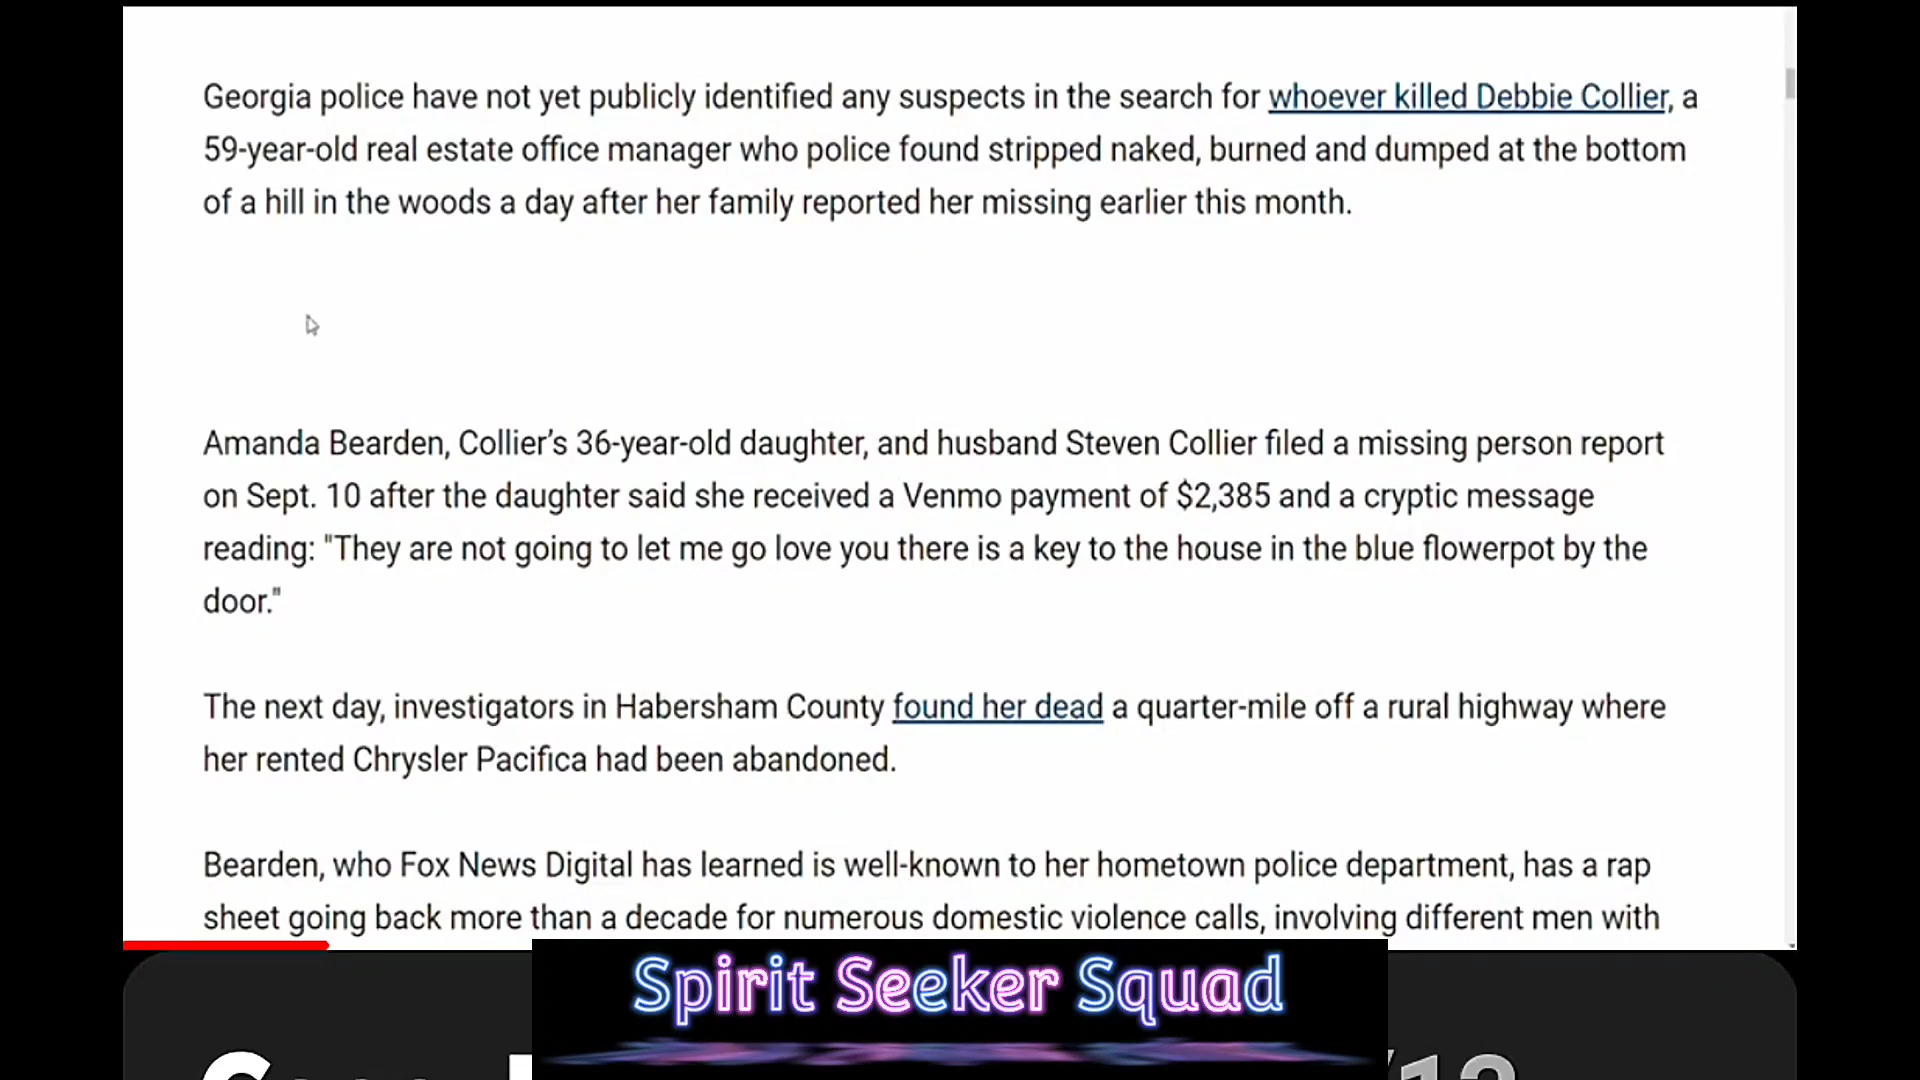 Georgia police have not yet publicly identified any suspects in the search for whoever killed Debbie Collier, a
59-year-old real estate office manager who police found stripped naked, burned and dumped at the bottom
of a hill in the woods a day after her family reported her missing earlier this month.
Amanda Bearden, Collier’s 36-year-old daughter, and husband Steven Collier filed a missing person report
on Sept. 10 after the daughter said she received a Venmo payment of $2,385 and a cryptic message
reading: "They are not going to let me go love you there is a key to the house in the blue flowerpot by the
door."
The next day, investigators in Habersham County found her dead a quarter-mile off a rural highway where
her rented Chrysler Pacifica had been abandoned.
Bearden, who Fox News Digital has learned is well-known to her hometown police department, has a rap
sheet going back more than a decade for numerous domestic violence calls, involving different men with
Spirit Seeker Squad